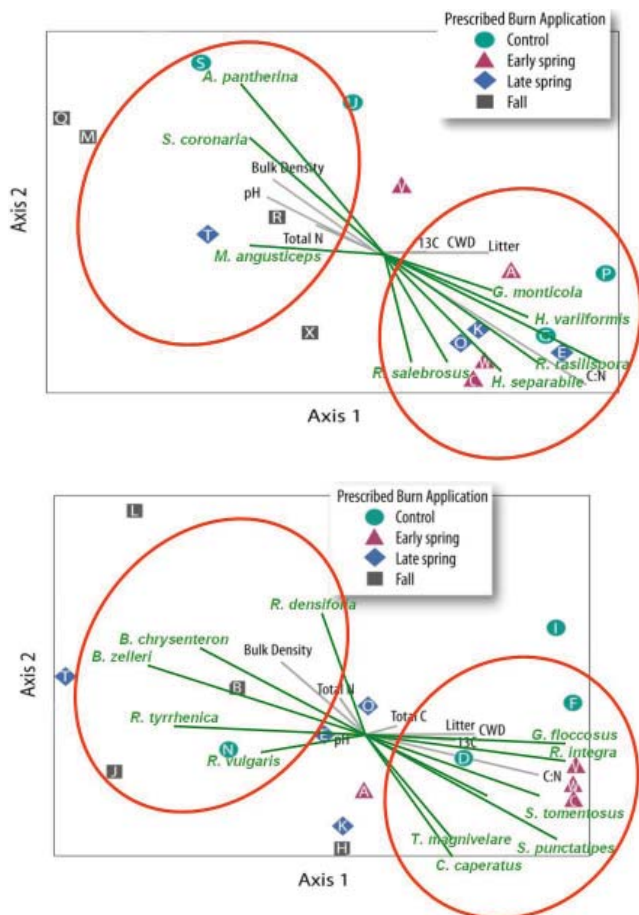 Prescribed Burn Application
Control
Early spring
Late spring
Fall
S
A. pantherina
U
Q
M
S. coronaria
Bulk Density
V
pH
R
T
Total N
13C CWD Litter
M. angusticeps
A
P
G. monticola
X
K
H. variiformis
O
G
E
R. rasilispora
R. salebrosus
W
C
H. separabile
C:N
Axis 2
Axis 1
Prescribed Burn Application
Control
Early spring
Late spring
Fall
L
R. densifolia
B. chrysenteron
I
Bulk Density
B. zelleri
T
B
Total N
O
F
R. tyrrhenica
Total C
Litter CWD
E
pH
13C
G. floccosus
N
R. vulgaris
D
R. integra
J
V
C:N
A
W
C
S. tomentosus
K
T. magnivelare
S. punctatipes
H
C. caperatus
Axis 2
Axis 1